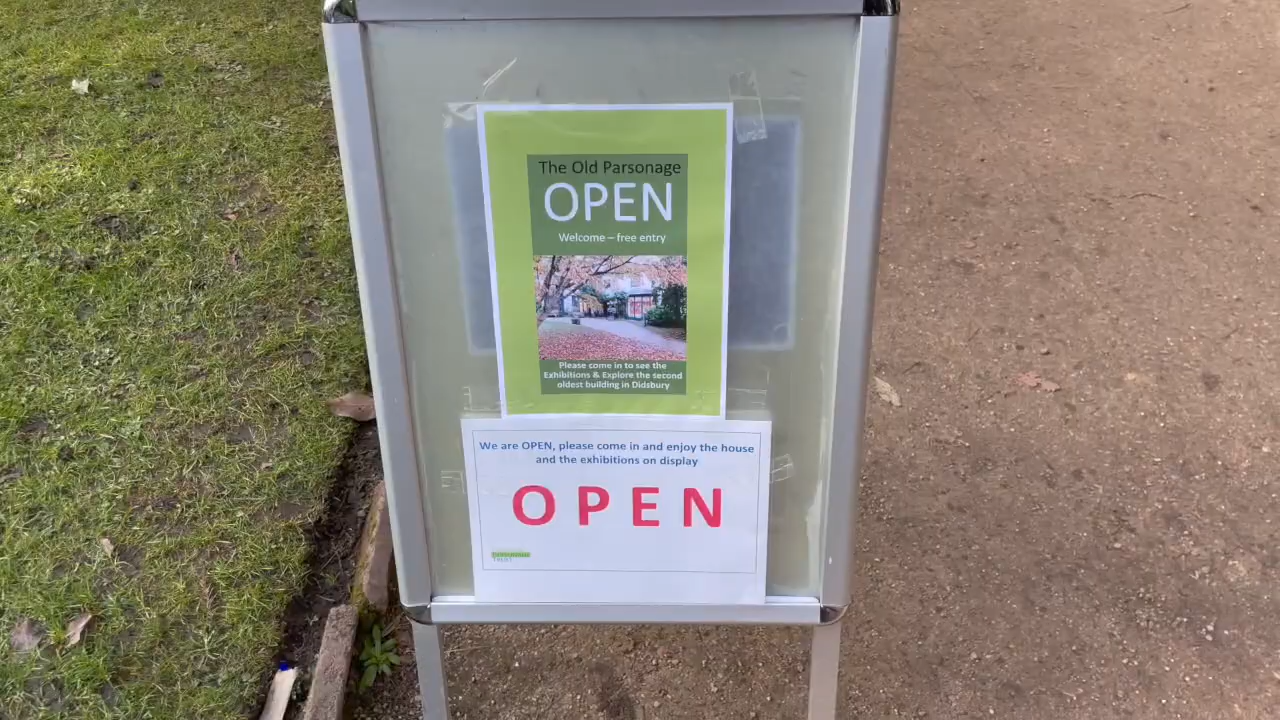 The Old Parsonage
OPEN
Welcome – free entry
Please come in to see the
Exhibitions & Explore the second
oldest building in Didsbury
We are OPEN, please come in and enjoy the house
and the exhibitions on display
OPEN
TRUST